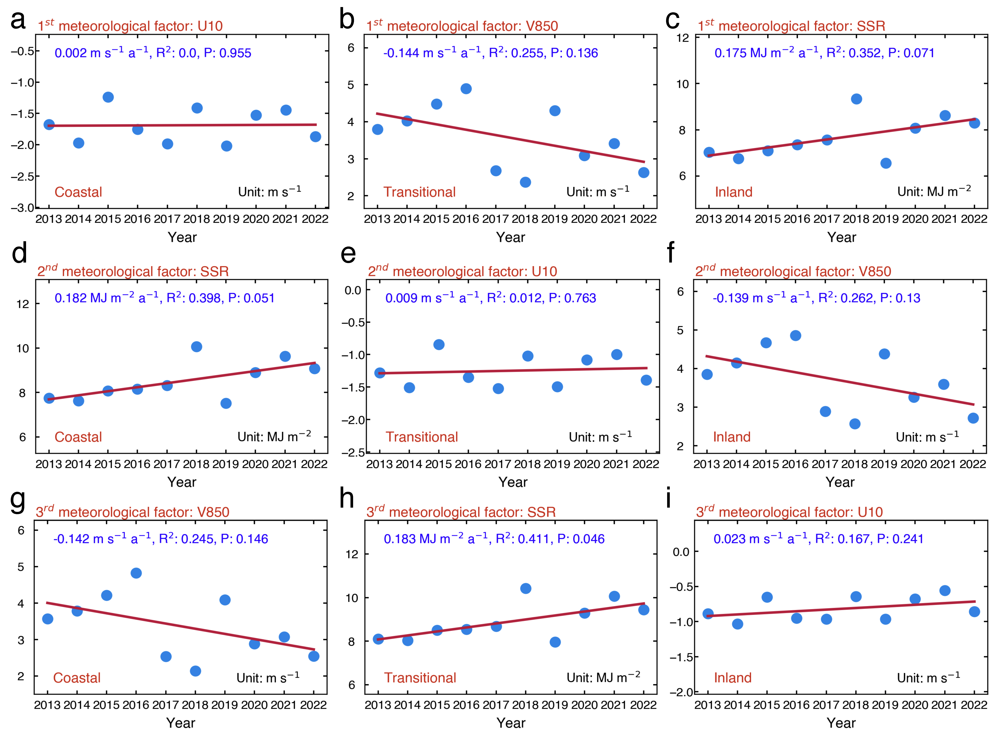 a
1st meteorological factor: U10
0.002 m s−1 a−1, R2: 0.0, P: 0.955
−0.5
−1.0
−1.5
−2.0
−2.5
−3.0
Coastal
Unit: m s−1
2013 2014 2015 2016 2017 2018 2019 2020 2021 2022
Year
b
1st meteorological factor: V850
-0.144 m s−1 a−1, R2: 0.255, P: 0.136
6
5
4
3
2
Transitional
Unit: m s−1
2013 2014 2015 2016 2017 2018 2019 2020 2021 2022
Year
c
1st meteorological factor: SSR
0.175 MJ m−2 a−1, R2: 0.352, P: 0.071
12
10
8
6
Inland
Unit: MJ m−2
2013 2014 2015 2016 2017 2018 2019 2020 2021 2022
Year
d
2nd meteorological factor: SSR
0.182 MJ m−2 a−1, R2: 0.398, P: 0.051
12
10
8
6
Coastal
Unit: MJ m−2
2013 2014 2015 2016 2017 2018 2019 2020 2021 2022
Year
e
2nd meteorological factor: U10
0.009 m s−1 a−1, R2: 0.012, P: 0.763
0.0
−0.5
−1.0
−1.5
−2.0
−2.5
Transitional
Unit: m s−1
2013 2014 2015 2016 2017 2018 2019 2020 2021 2022
Year
f
2nd meteorological factor: V850
-0.139 m s−1 a−1, R2: 0.262, P: 0.13
6
5
4
3
2
Inland
Unit: m s−1
2013 2014 2015 2016 2017 2018 2019 2020 2021 2022
Year
g
3rd meteorological factor: V850
-0.142 m s−1 a−1, R2: 0.245, P: 0.146
6
5
4
3
2
Coastal
Unit: m s−1
2013 2014 2015 2016 2017 2018 2019 2020 2021 2022
Year
h
3rd meteorological factor: SSR
0.183 MJ m−2 a−1, R2: 0.411, P: 0.046
12
10
8
6
Transitional
Unit: MJ m−2
2013 2014 2015 2016 2017 2018 2019 2020 2021 2022
Year
i
3rd meteorological factor: U10
0.023 m s−1 a−1, R2: 0.167, P: 0.241
0.0
−0.5
−1.0
−1.5
−2.0
Inland
Unit: m s−1
2013 2014 2015 2016 2017 2018 2019 2020 2021 2022
Year